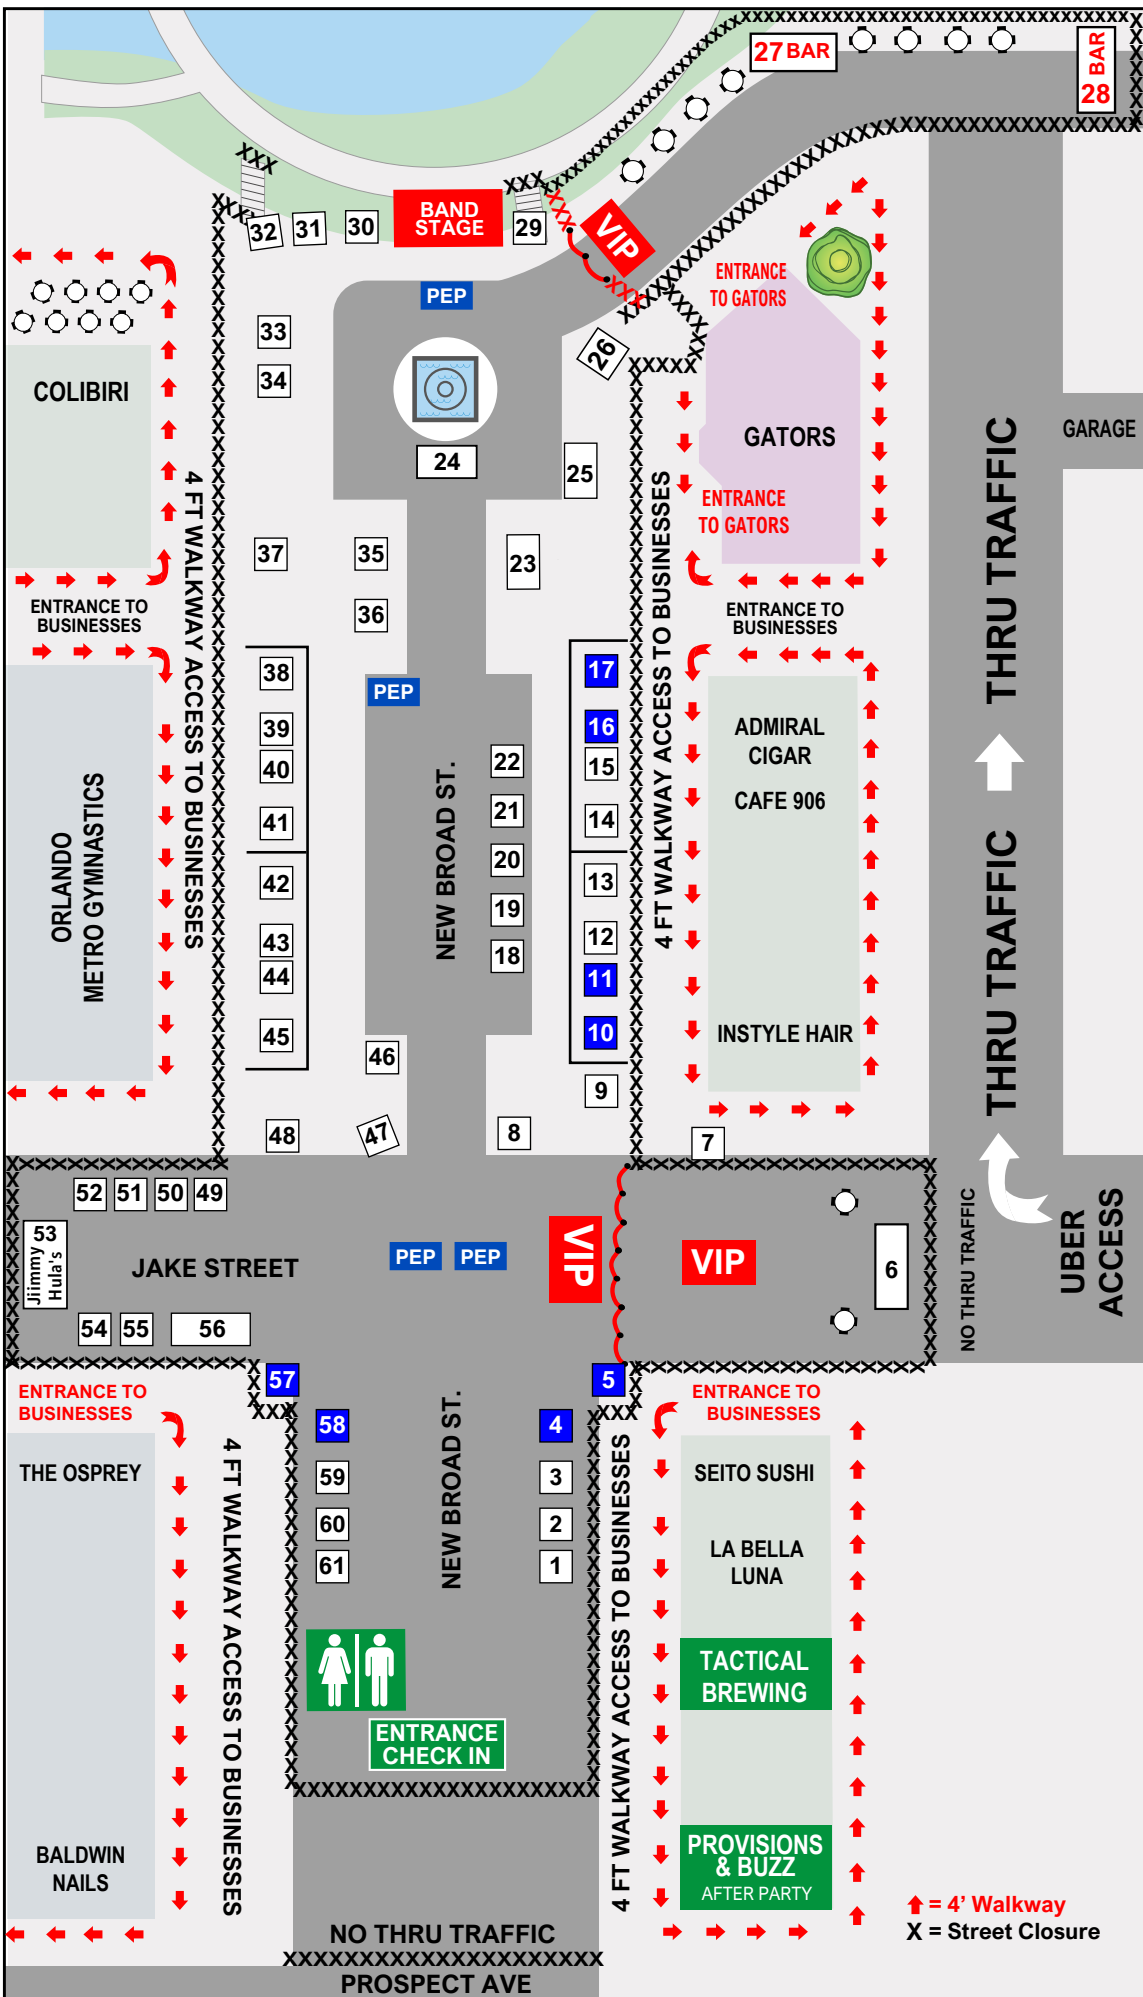 27 BAR
28 BAR
XXX
XXX
BAND
STAGE
VIP
32
31
30
29
ENTRANCE
TO GATORS
PEP
33
34
26
COLIBIRI
GATORS
GARAGE
24
25
ENTRANCE
TO GATORS
37
35
23
36
4 FT WALKWAY ACCESS TO BUSINESSES
4 FT WALKWAY ACCESS TO BUSINESSES
THRU TRAFFIC
THRU TRAFFIC
ENTRANCE TO
BUSINESSES
ENTRANCE TO
BUSINESSES
38
PEP
17
39
16
ADMIRAL
CIGAR
40
22
15
CAFE 906
41
21
14
ORLANDO
METRO GYMNASTICS
NEW BROAD ST.
20
42
13
19
43
12
18
44
11
45
10
INSTYLE HAIR
46
9
48
47
8
7
52
51
50
49
53
Jiimmy
Hula's
JAKE STREET
PEP
PEP
VIP
VIP
6
NO THRU TRAFFIC
UBER
ACCESS
54
55
56
57
5
ENTRANCE TO
BUSINESSES
ENTRANCE TO
BUSINESSES
58
4
THE OSPREY
59
3
SEITO SUSHI
60
2
LA BELLA
LUNA
61
1
NEW BROAD ST.
4 FT WALKWAY ACCESS TO BUSINESSES
4 FT WALKWAY ACCESS TO BUSINESSES
TACTICAL
BREWING
ENTRANCE
CHECK IN
BALDWIN
NAILS
PROVISIONS
& BUZZ
AFTER PARTY
= 4' Walkway
X = Street Closure
NO THRU TRAFFIC
PROSPECT AVE